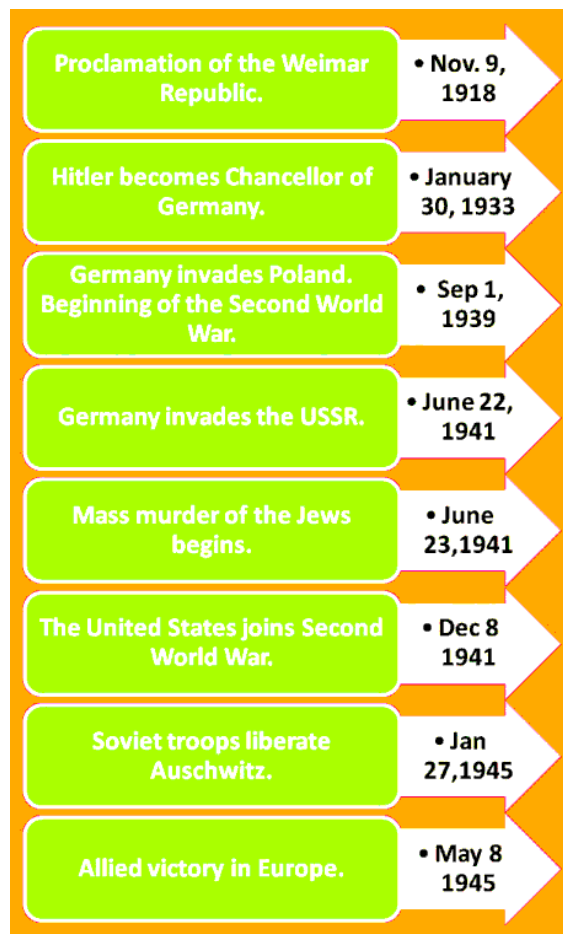 Proclamation of the Weimar
Republic.
• Nov. 9,
1918
Hitler becomes Chancellor of
Germany.
• January
30, 1933
Germany invades Poland.
Beginning of the Second World
War.
• Sep 1,
1939
Germany invades the USSR.
• June 22,
1941
Mass murder of the Jews
begins.
• June
23,1941
The United States joins Second
World War.
• Dec 8
1941
Soviet troops liberate
Auschwitz.
• Jan
27,1945
Allied victory in Europe.
• May 8
1945